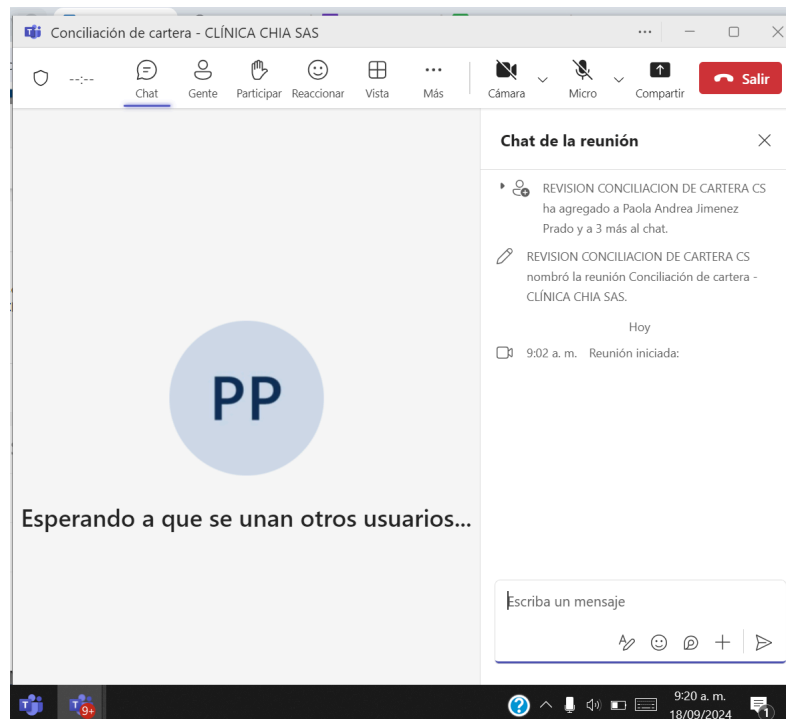 Conciliación de cartera - CLÍNICA CHIA SAS
--:--
Chat
Gente
Participar
Reaccionar
Vista
Más
Cámara
Micro
Compartir
Salir
Chat de la reunión
REVISION CONCILIACION DE CARTERA CS
ha agregado a Paola Andrea Jimenez
Prado y a 3 más al chat.
REVISION CONCILIACION DE CARTERA CS
nombró la reunión Conciliación de cartera -
CLÍNICA CHIA SAS.
Hoy
9:02 a. m. Reunión iniciada:
PP
Esperando a que se unan otros usuarios...
Escriba un mensaje
9+
9:20 a. m.
18/09/2024
1